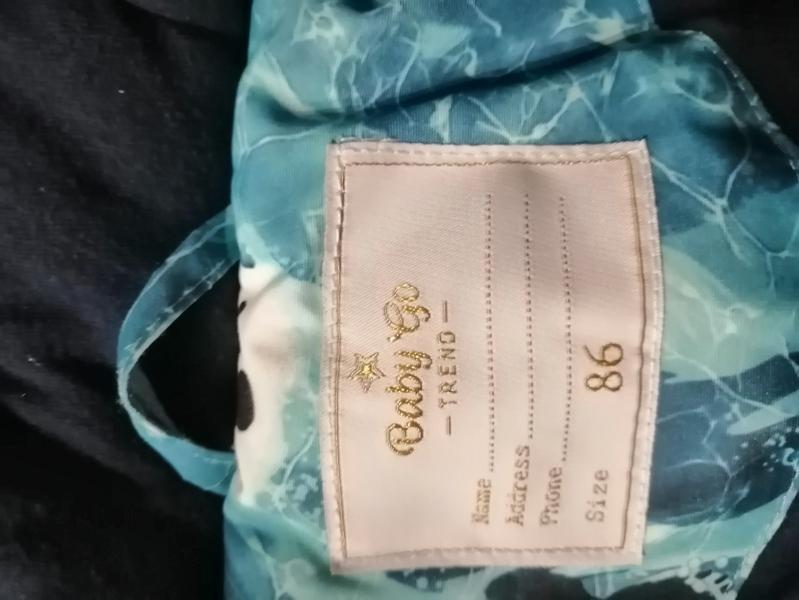 Baby Go
—TREND—
Name ..........................
Address ..........................
Phone ..........................
Size 86